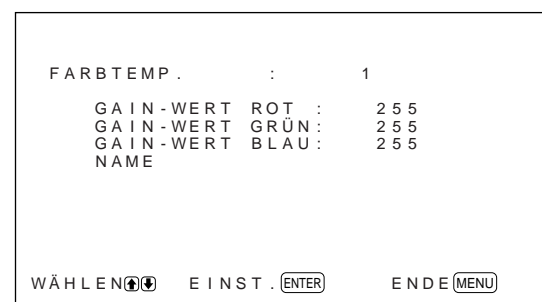 FARBTEMP. : 1
GAIN-WERT ROT : 255
GAIN-WERT GRÜN: 255
GAIN-WERT BLAU: 255
NAME
WÄHLEN⬆⬇ EINST.ENTER ENDE MENU